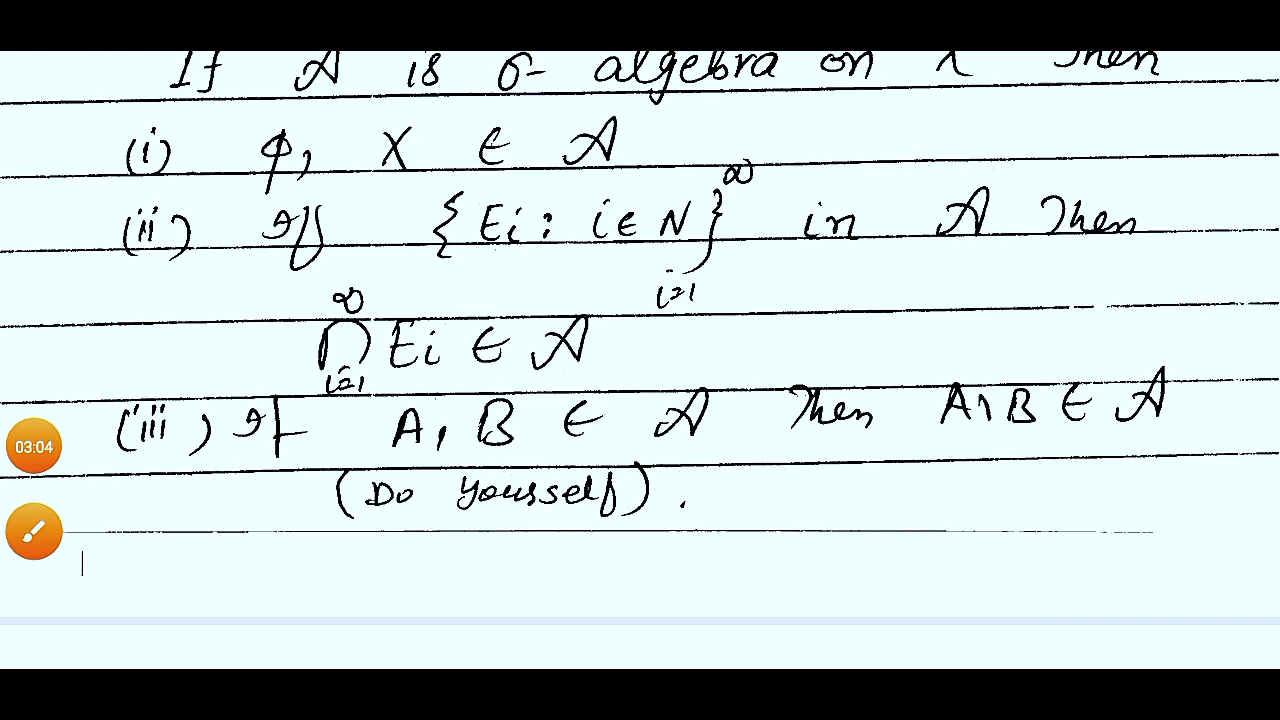 If 𝒜 is σ- algebra on X Then
(i) φ, X ∈ 𝒜
(ii) If {Ei : i ∈ N}∞i=1 in 𝒜 Then
∞⋂i=1 Ei ∈ 𝒜
(iii) If A, B ∈ 𝒜 Then A\B ∈ 𝒜
(Do yourself).
03:04